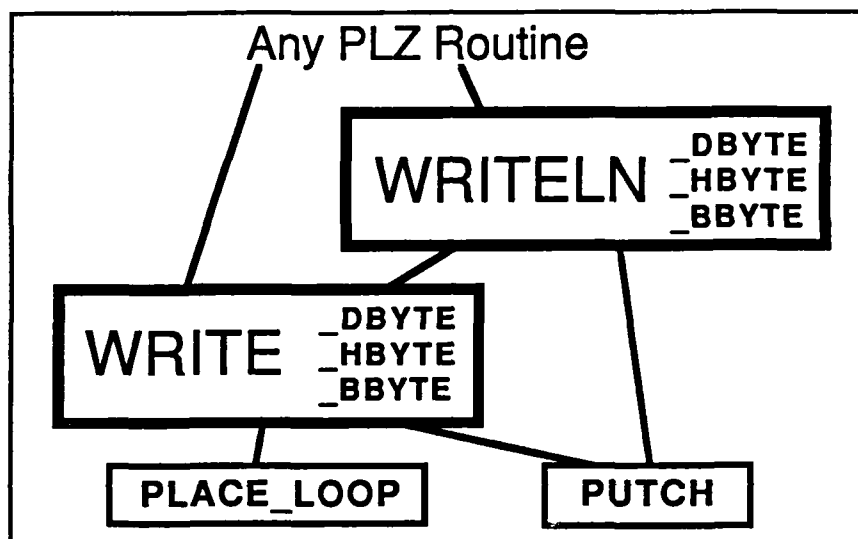 Any PLZ Routine
WRITELN
_DBYTE
_HBYTE
_BBYTE
WRITE
_DBYTE
_HBYTE
_BBYTE
PLACE_LOOP
PUTCH